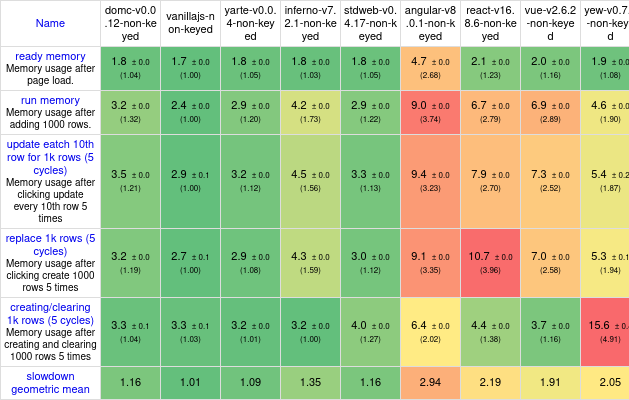 Name
domc-v0.0
.12-non-ke
yed
vanillajs-n
on-keyed
yarte-v0.0.
4-non-key
ed
inferno-v7.
2.1-non-k
eyed
stdweb-v0
.4.17-non-
keyed
angular-v8
.0.1-non-k
eyed
react-v16.
8.6-non-k
eyed
vue-v2.6.2
-non-keye
d
yew-v0.7.
-non-key
ready memory
Memory usage after
page load.
1.8 ± 0.0
(1.04)
1.7 ± 0.0
(1.00)
1.8 ± 0.0
(1.05)
1.8 ± 0.0
(1.03)
1.8 ± 0.0
(1.05)
4.7 ± 0.0
(2.68)
2.1 ± 0.0
(1.23)
2.0 ± 0.0
(1.16)
1.9 ± 0.
(1.08)
run memory
Memory usage after
adding 1000 rows.
3.2 ± 0.0
(1.32)
2.4 ± 0.0
(1.00)
2.9 ± 0.0
(1.20)
4.2 ± 0.0
(1.73)
2.9 ± 0.0
(1.22)
9.0 ± 0.0
(3.74)
6.7 ± 0.0
(2.79)
6.9 ± 0.0
(2.89)
4.6 ± 0.
(1.90)
update eatch 10th
row for 1k rows (5
cycles)
Memory usage after
clicking update
every 10th row 5
times
3.5 ± 0.0
(1.21)
2.9 ± 0.1
(1.00)
3.2 ± 0.0
(1.12)
4.5 ± 0.0
(1.56)
3.3 ± 0.0
(1.13)
9.4 ± 0.0
(3.23)
7.9 ± 0.0
(2.70)
7.3 ± 0.0
(2.52)
5.4 ± 0.2
(1.87)
replace 1k rows (5
cycles)
Memory usage after
clicking create 1000
rows 5 times
3.2 ± 0.0
(1.19)
2.7 ± 0.1
(1.00)
2.9 ± 0.0
(1.08)
4.3 ± 0.0
(1.59)
3.0 ± 0.0
(1.12)
9.1 ± 0.0
(3.35)
10.7 ± 0.0
(3.96)
7.0 ± 0.0
(2.58)
5.3 ± 0.
(1.94)
creating/clearing
1k rows (5 cycles)
Memory usage after
creating and clearing
1000 rows 5 times
3.3 ± 0.1
(1.04)
3.3 ± 0.1
(1.03)
3.2 ± 0.0
(1.01)
3.2 ± 0.0
(1.00)
4.0 ± 0.0
(1.27)
6.4 ± 0.0
(2.02)
4.4 ± 0.0
(1.38)
3.7 ± 0.0
(1.16)
15.6 ±
(4.91)
slowdown
geometric mean
1.16
1.01
1.09
1.35
1.16
2.94
2.19
1.91
2.05